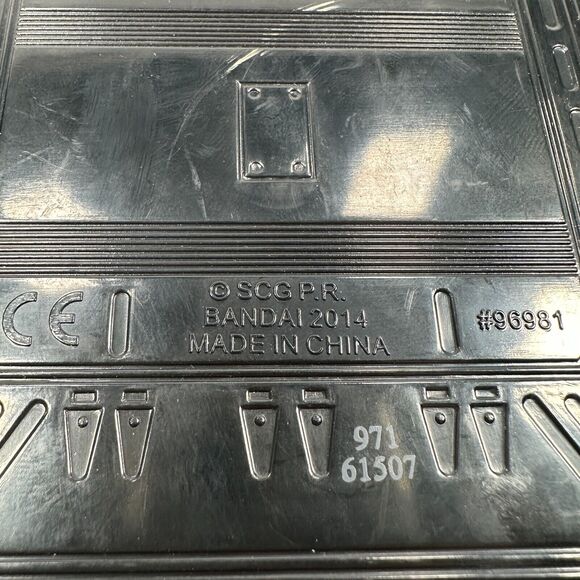 © SCG P.R.
BANDAI 2014
MADE IN CHINA
CE
#96981
971
61507